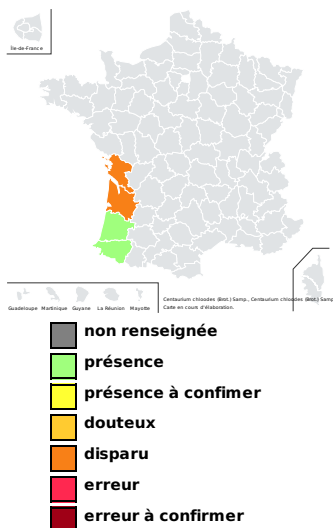 Île-de-France
Guadeloupe Martinique Guyane La Réunion Mayotte
Centaurium chloodes (Brot.) Samp., Centaurium chloodes (Brot.) Samp
Carte en cours d'élaboration.
non renseignée
présence
présence à confimer
douteux
disparu
erreur
erreur à confirmer